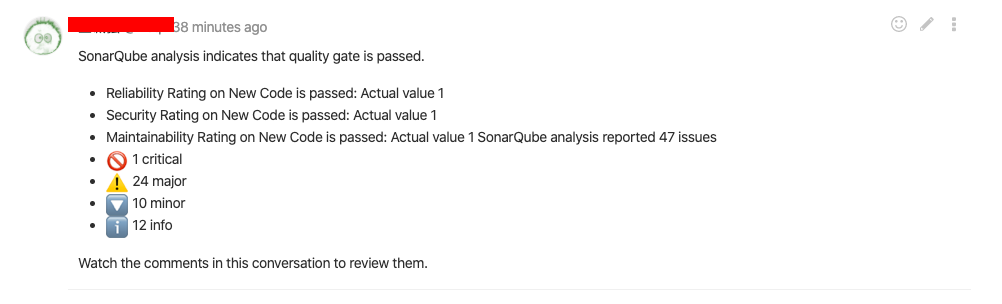 38 minutes ago
SonarQube analysis indicates that quality gate is passed.
Reliability Rating on New Code is passed: Actual value 1
Security Rating on New Code is passed: Actual value 1
Maintainability Rating on New Code is passed: Actual value 1 SonarQube analysis reported 47 issues
1 critical
24 major
10 minor
12 info
Watch the comments in this conversation to review them.